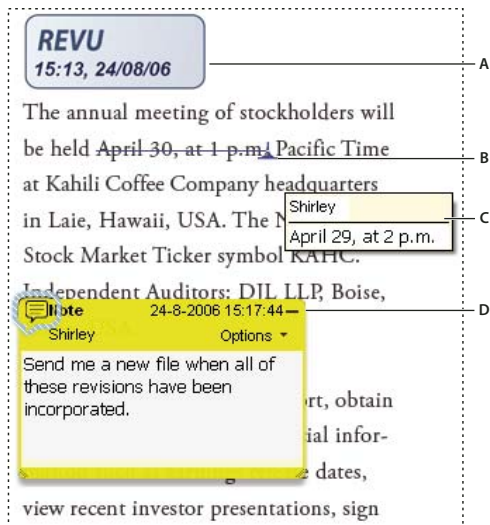 REVU
15:13, 24/08/06
A
The annual meeting of stockholders will
be held April 30, at 1 p.m. Pacific Time
B
at Kahili Coffee Company headquarters
in Laie, Hawaii, USA. The N
Shirley
C
April 29, at 2 p.m.
Stock Market Ticker symbol KAHC.
Independent Auditors: DJL LLP, Boise,
D
Note 24-8-2006 15:17:44
Shirley Options
Send me a new file when all of
these revisions have been
incorporated.
rt, obtain
ial infor-
dates,
view recent investor presentations, sign